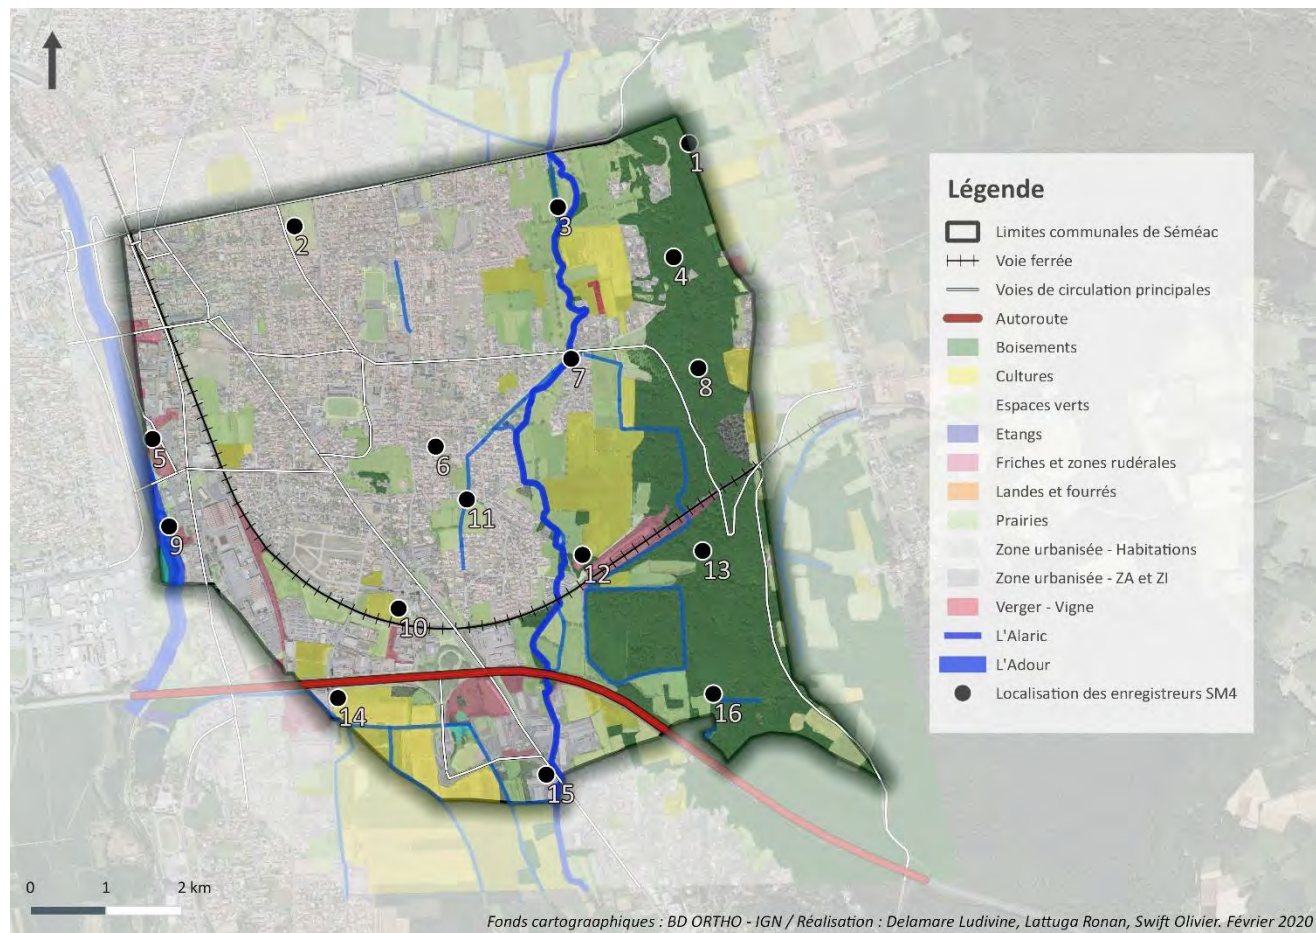 1
2
3
4
5
6
7
8
9
10
11
12
13
14
15
16
Légende
Limites communales de Séméac
Voie ferrée
Voies de circulation principales
Autoroute
Boisements
Cultures
Espaces verts
Etangs
Friches et zones rudérales
Landes et fourrés
Prairies
Zone urbanisée - Habitations
Zone urbanisée - ZA et ZI
Verger - Vigne
L'Alaric
L'Adour
Localisation des enregistreurs SM4
0 1 2 km
Fonds cartograaphiques : BD ORTHO - IGN / Réalisation : Delamare Ludivine, Lattuga Ronan, Swift Olivier. Février 2020